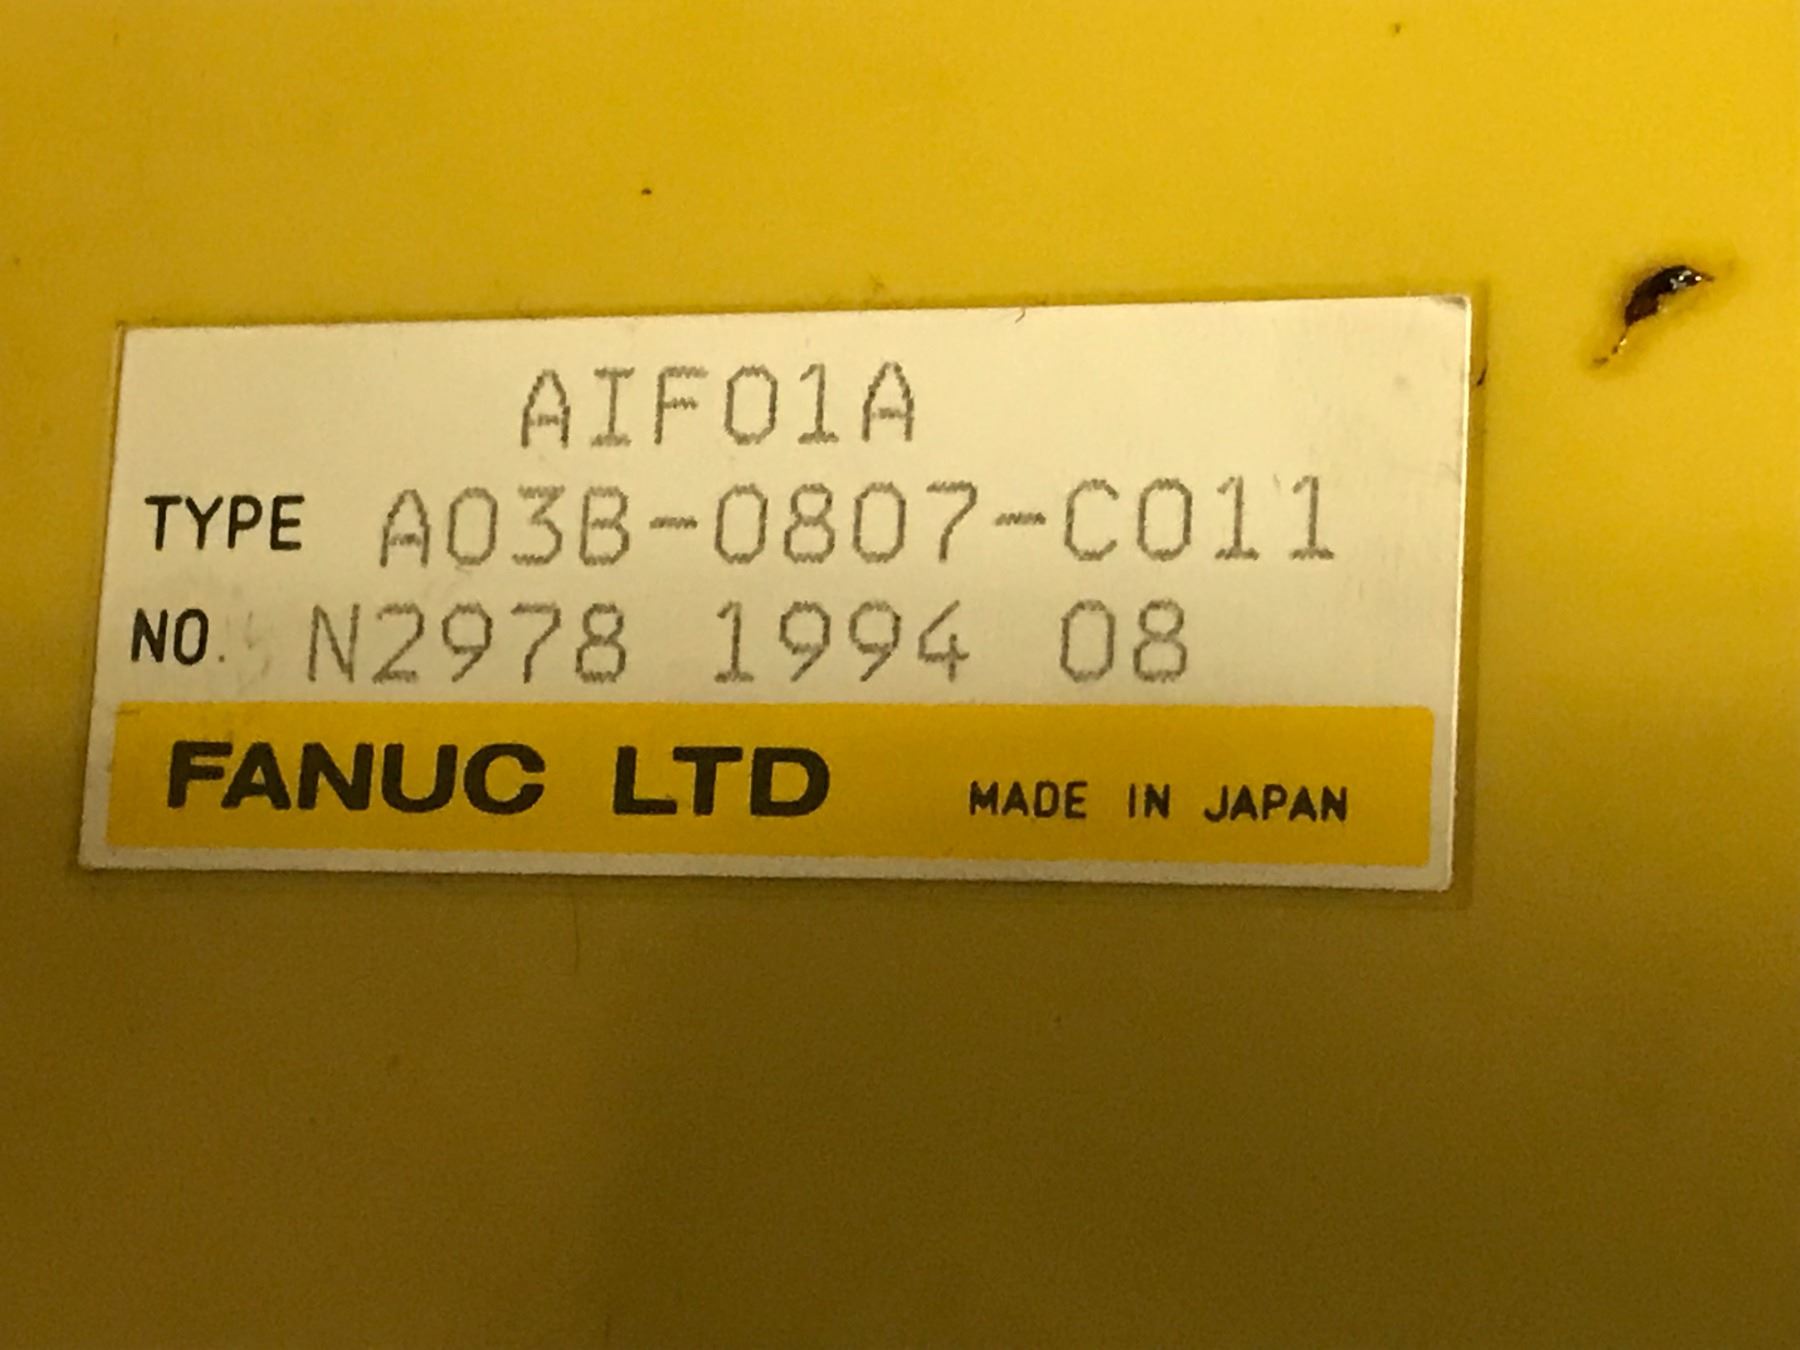 AIF01A
TYPE A03B-0807-C011
NO. N2978 1994 08
FANUC LTD MADE IN JAPAN